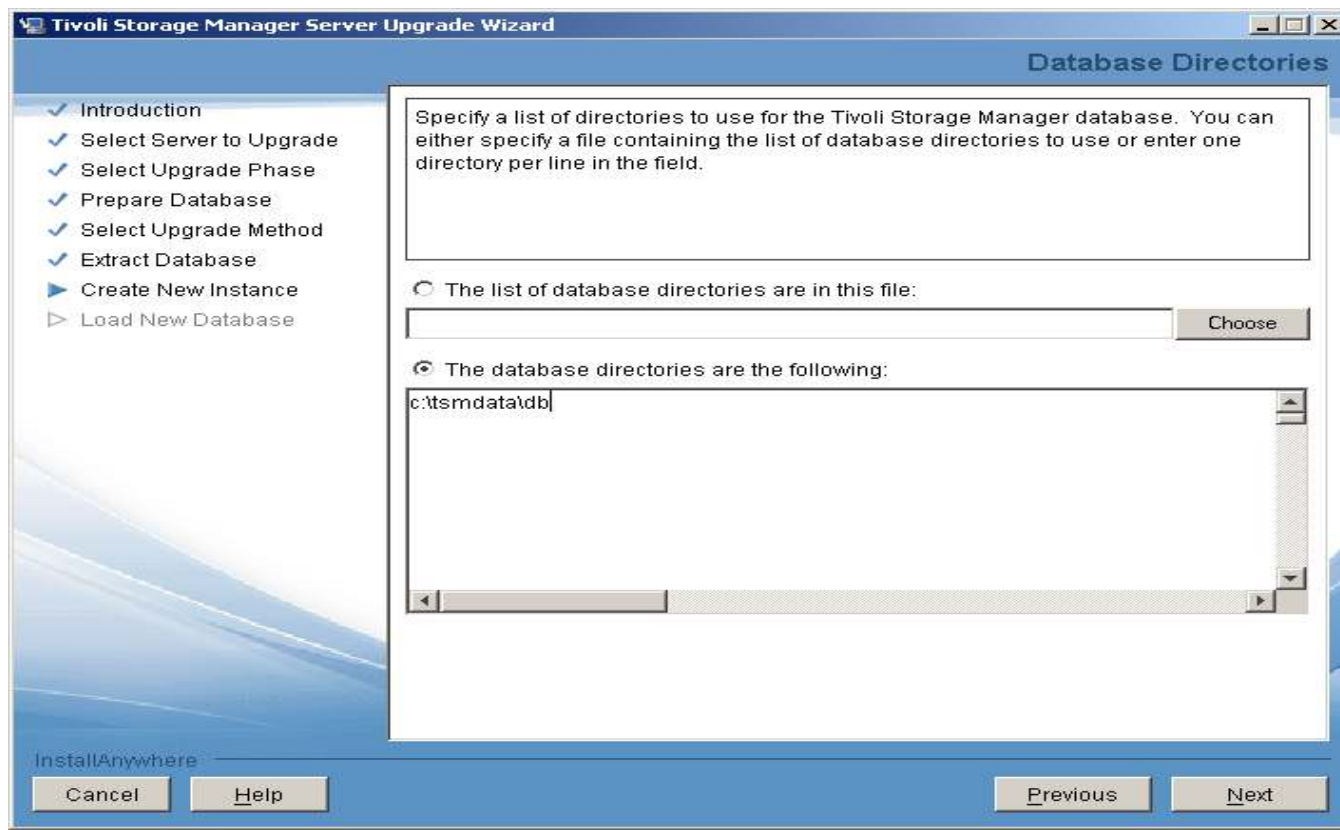 Tivoli Storage Manager Server Upgrade Wizard
Database Directories
Introduction
Select Server to Upgrade
Select Upgrade Phase
Prepare Database
Select Upgrade Method
Extract Database
Create New Instance
Load New Database
Specify a list of directories to use for the Tivoli Storage Manager database. You can
either specify a file containing the list of database directories to use or enter one
directory per line in the field.
The list of database directories are in this file:
Choose
The database directories are the following:
c:\tsmdata\db
InstallAnywhere
Cancel
Help
Previous
Next